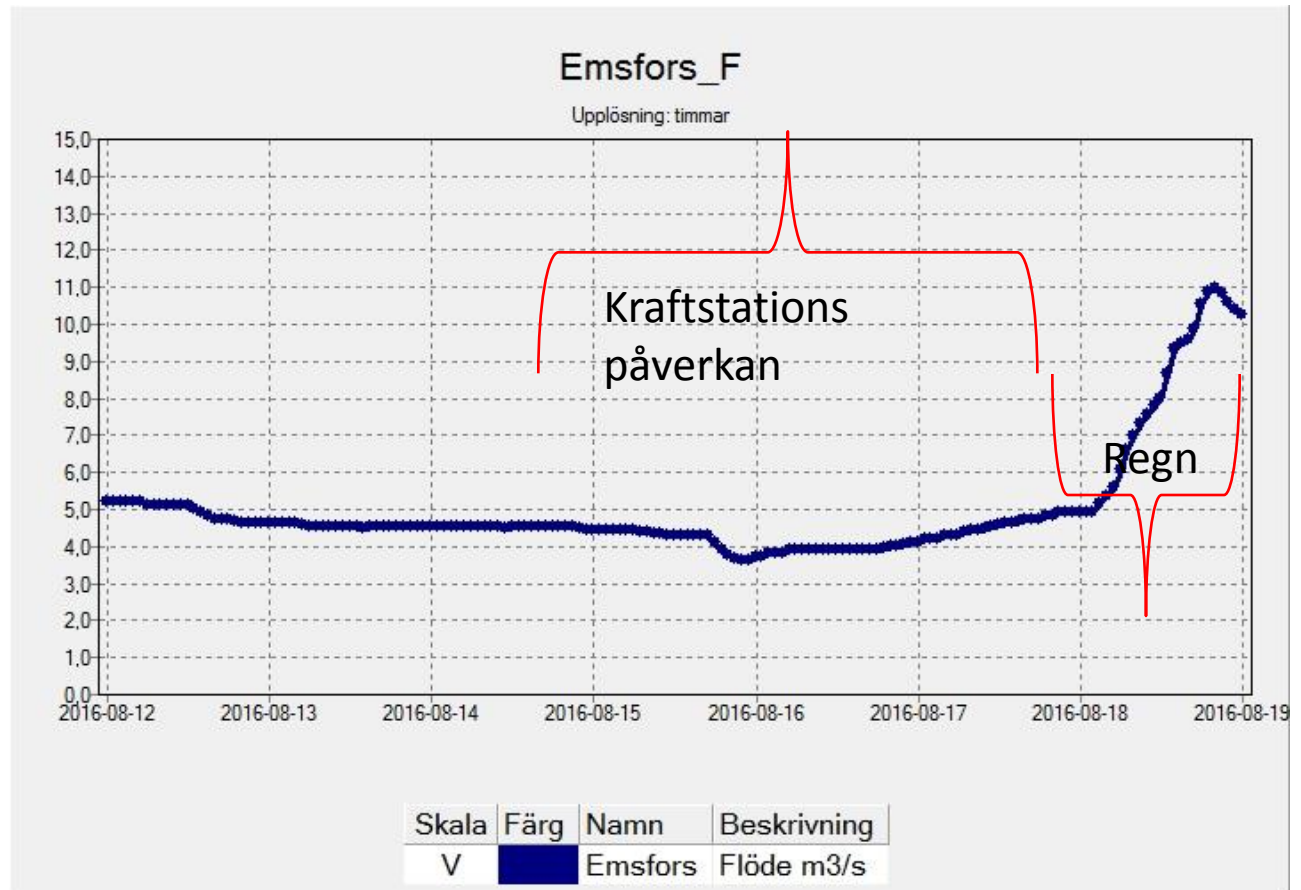 Emsfors_F
Upplösning: timmar
15,0
14,0
13,0
12,0
11,0
10,0
9,0
8,0
7,0
6,0
5,0
4,0
3,0
2,0
1,0
0,0
Kraftstations
påverkan
Regn
2016-08-12 2016-08-13 2016-08-14 2016-08-15 2016-08-16 2016-08-17 2016-08-18 2016-08-19
Skala Färg Namn Beskrivning
V Emsfors Flöde m3/s